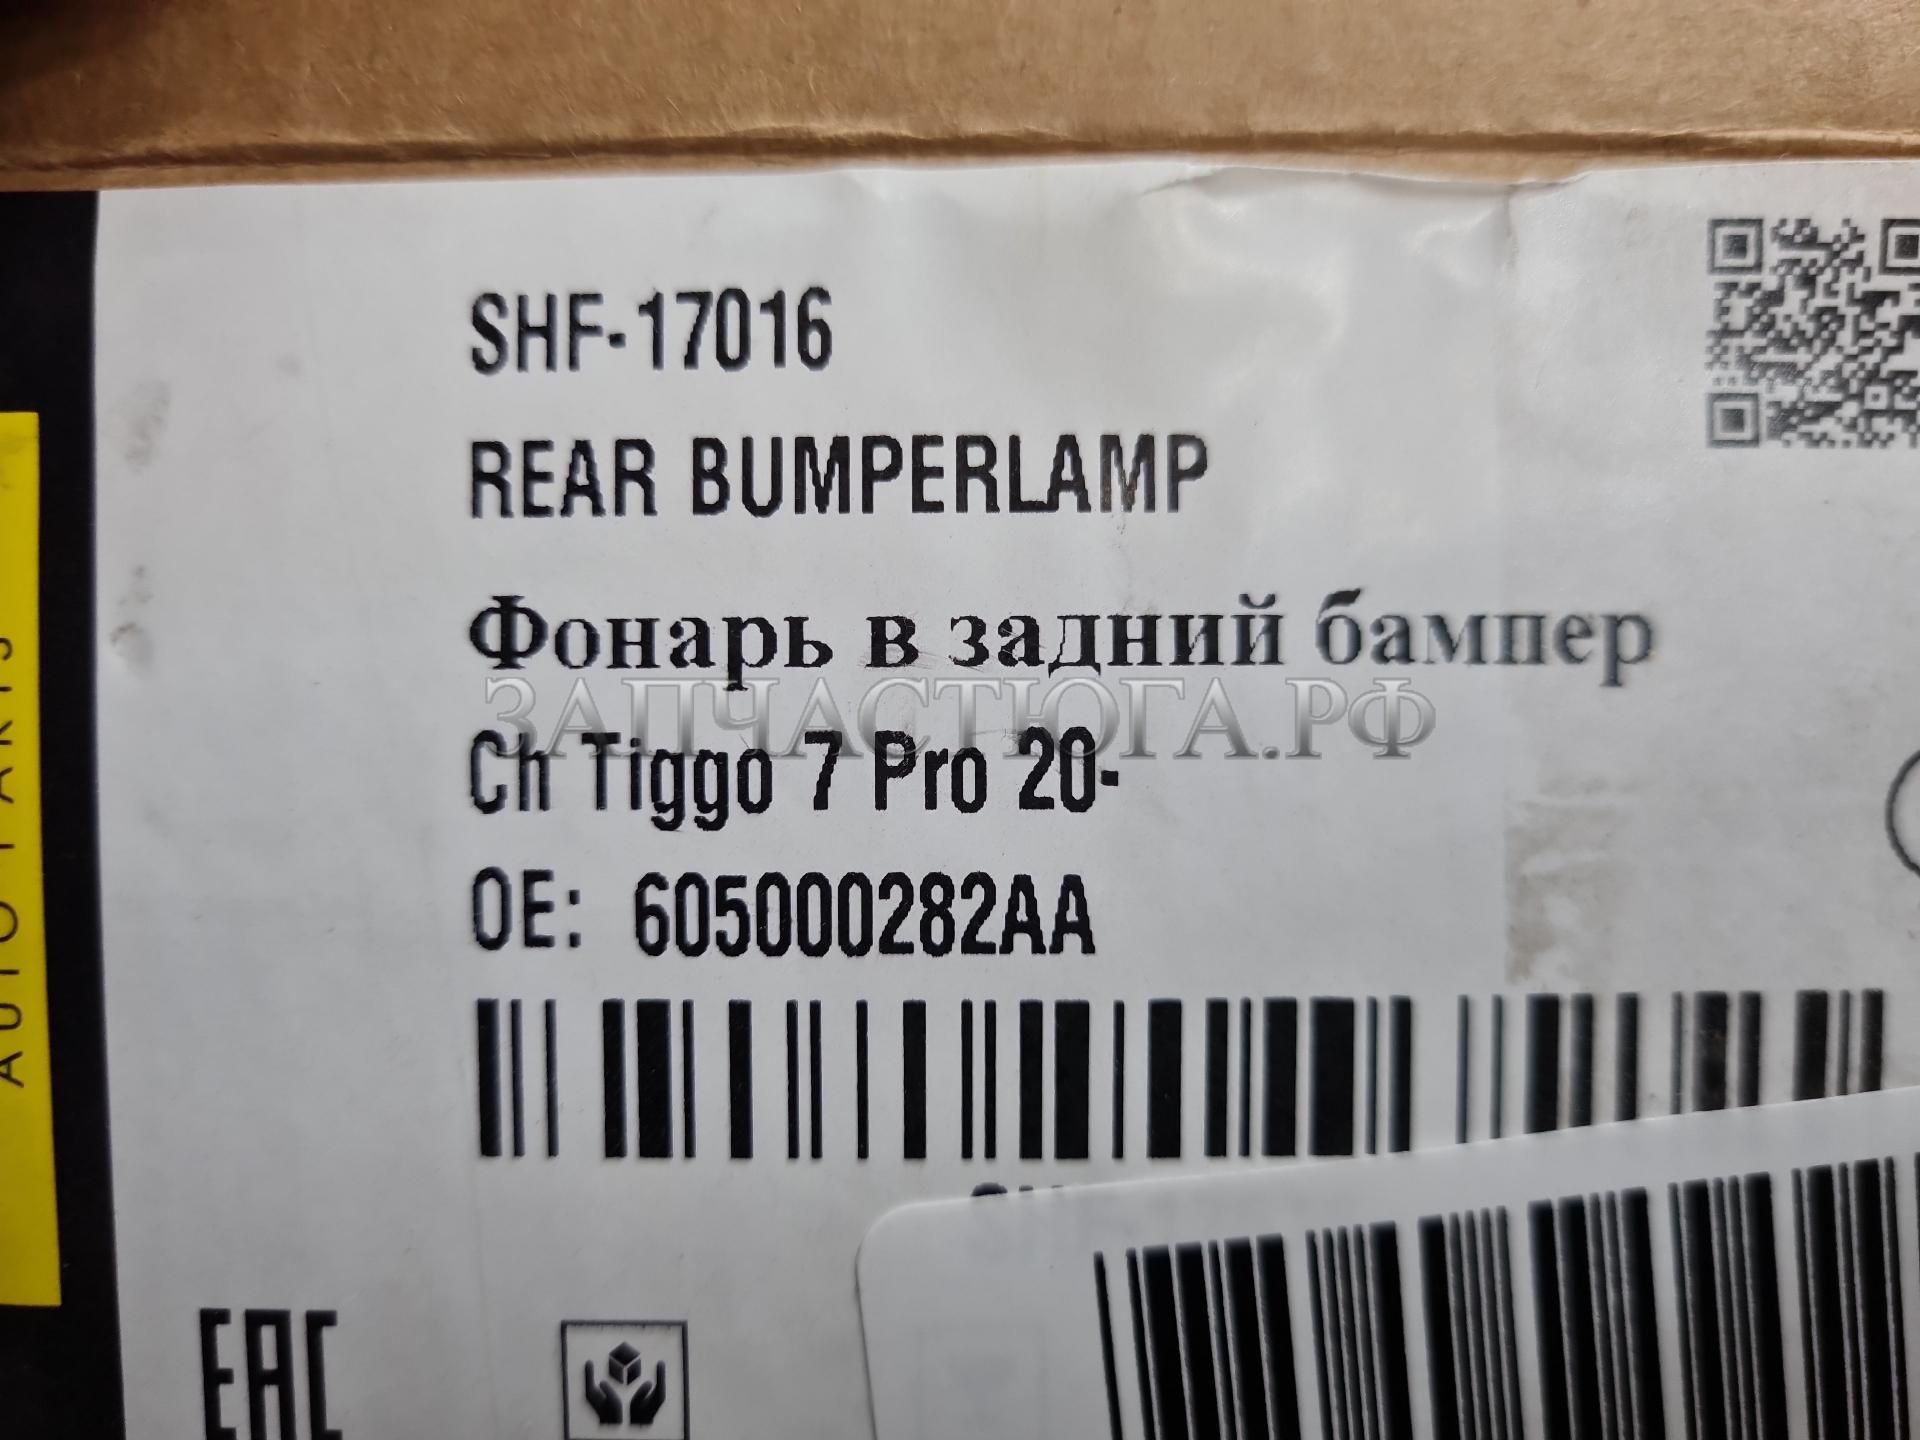 SHF-17016
REAR BUMPERLAMP
Фонарь в задний бампер
ЗАПЧАСТЮГА.РФ
Ch Tiggo 7 Pro 20-
OE: 605000282AA
AUTO PARTS
EAC